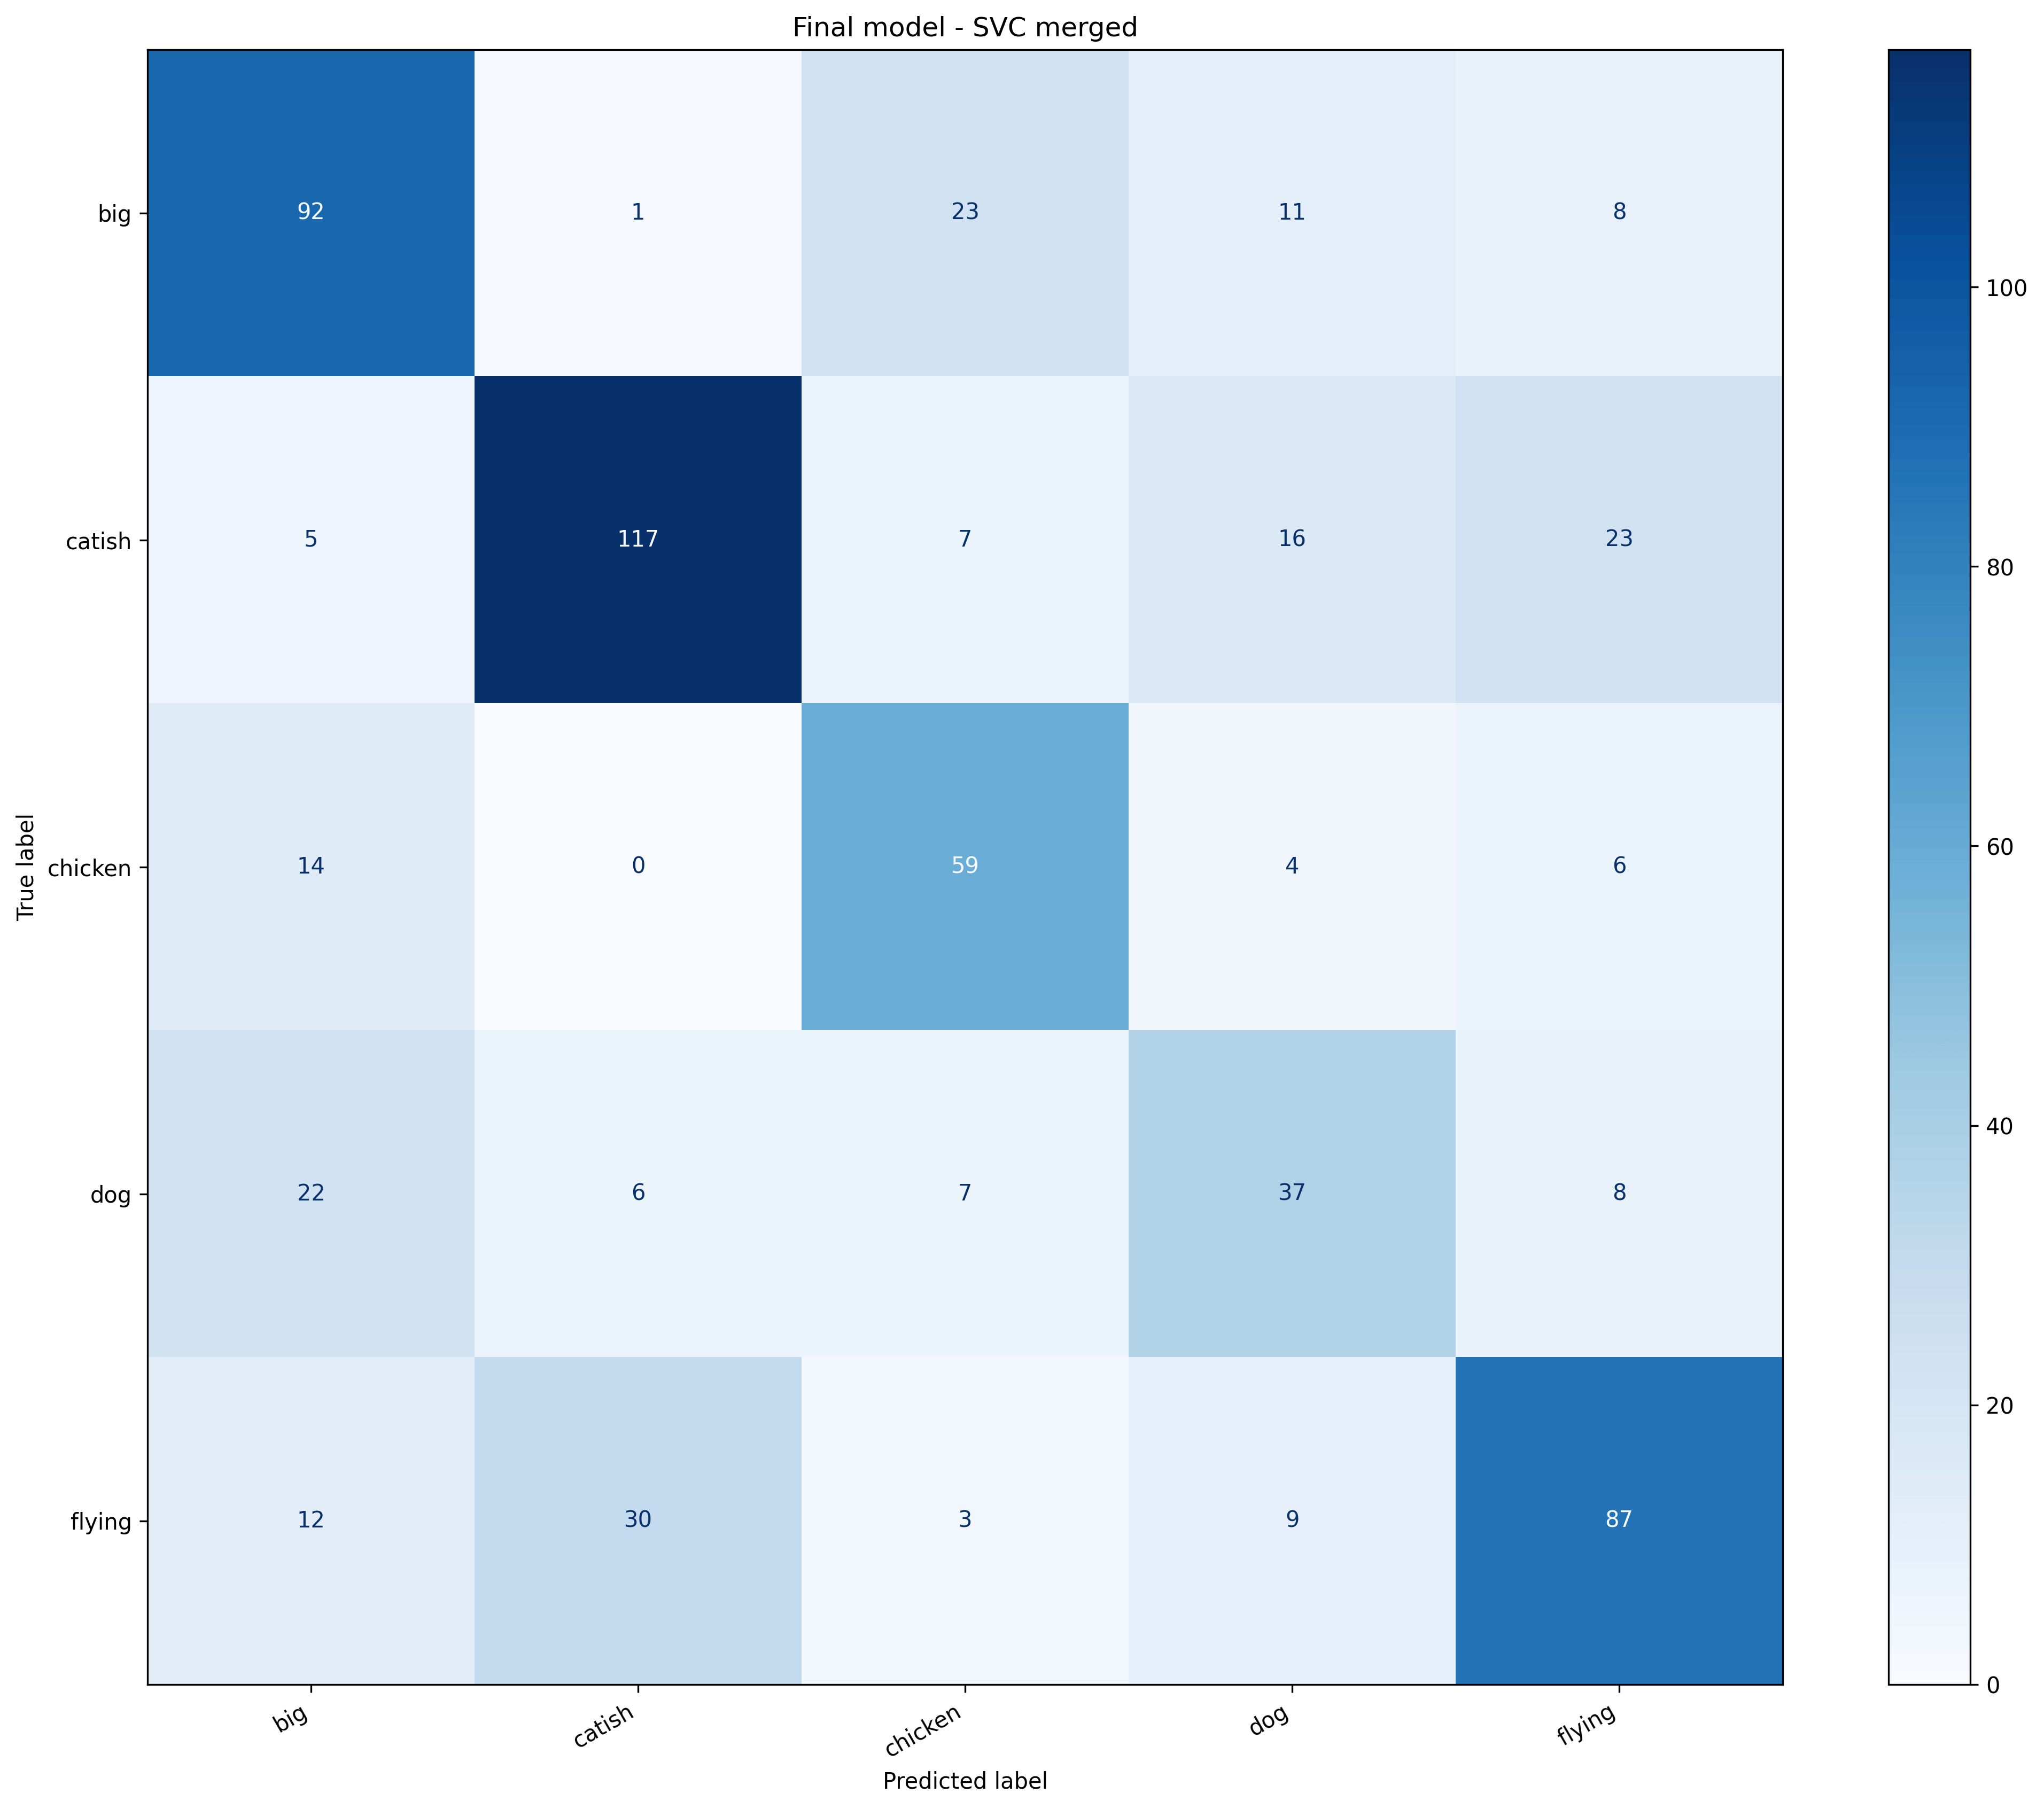 Final model - SVC merged
True label
big 92 1 23 11 8
catish 5 117 7 16 23
chicken 14 0 59 4 6
dog 22 6 7 37 8
flying 12 30 3 9 87
big catish chicken dog flying
Predicted label
100
80
60
40
20
0